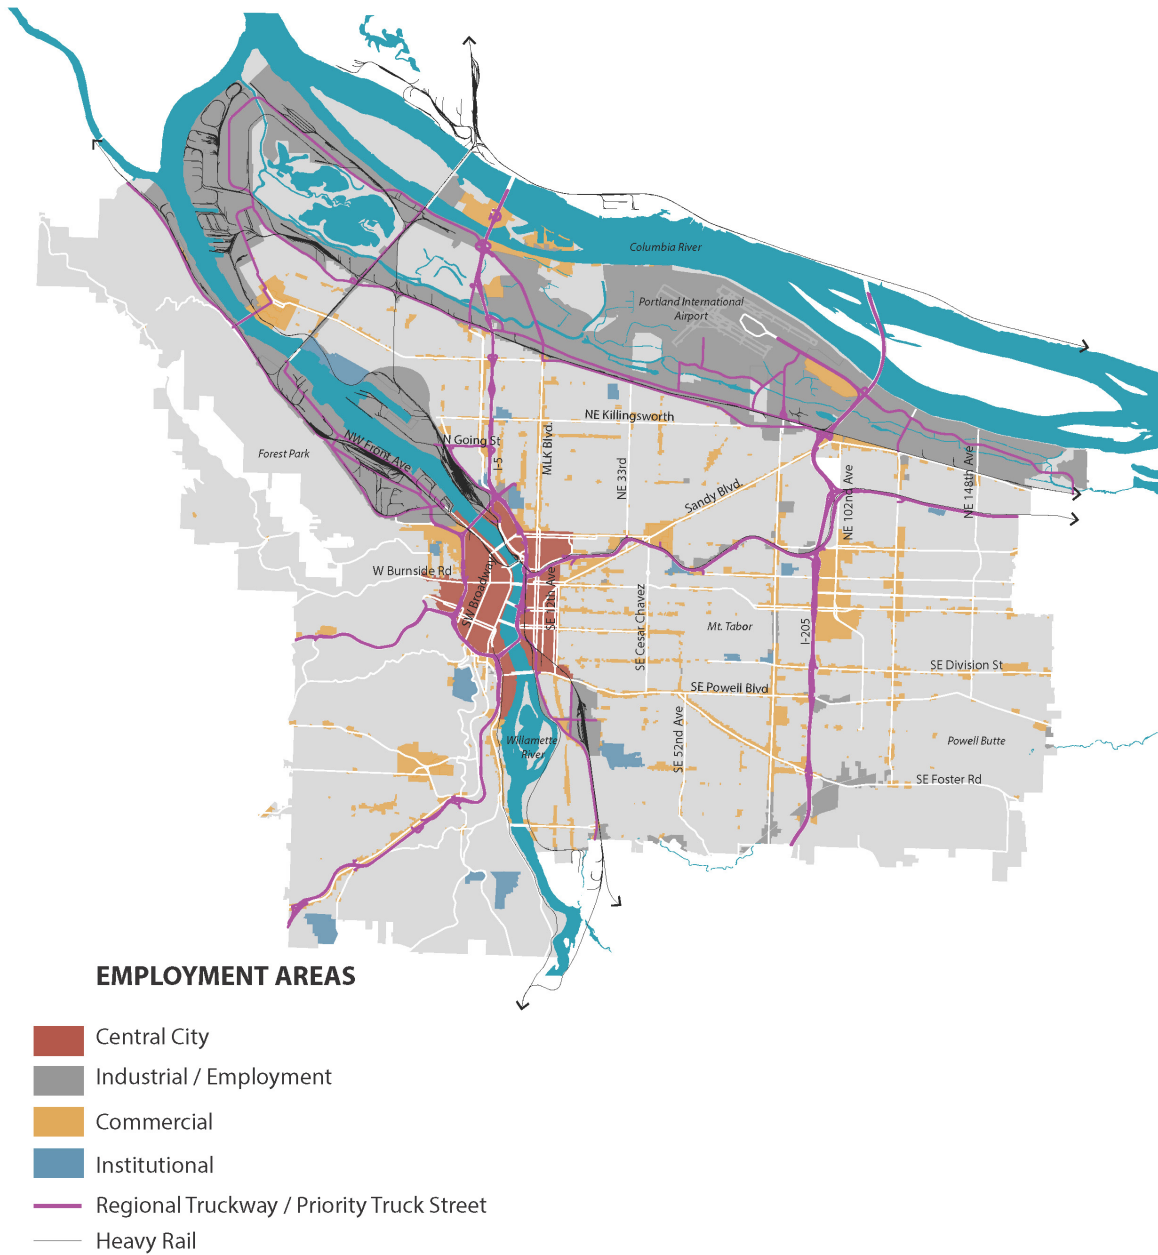 Columbia River
Portland International
Airport
NE Killingsworth
N Going St
I-5
MLK Blvd.
NE 33rd
Sandy Blvd.
NE 102nd Ave
NE 148th Ave
Forest Park
NW Front Ave
W Burnside Rd
SW Broadway
SE 12th Ave
SE Cesar Chavez
Mt. Tabor
I-205
SE Division St
SE Powell Blvd
SE 52nd Ave
Willamette
River
Powell Butte
SE Foster Rd
EMPLOYMENT AREAS
Central City
Industrial / Employment
Commercial
Institutional
Regional Truckway / Priority Truck Street
Heavy Rail